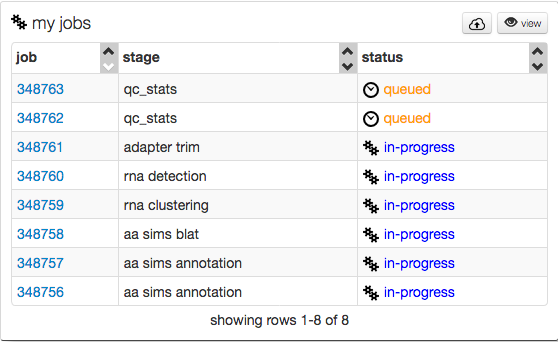 my jobs
view
job stage status
348763 qc_stats queued
348762 qc_stats queued
348761 adapter trim in-progress
348760 rna detection in-progress
348759 rna clustering in-progress
348758 aa sims blat in-progress
348757 aa sims annotation in-progress
348756 aa sims annotation in-progress
showing rows 1-8 of 8